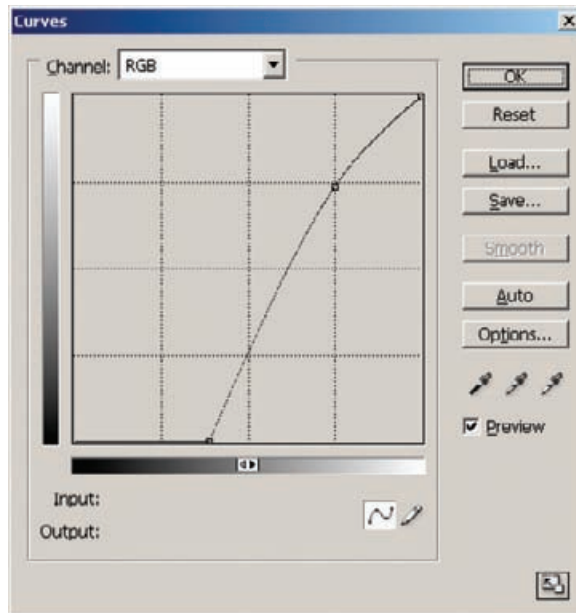 Curves
Channel: RGB
OK
Reset
Load...
Save...
Smooth
Auto
Options...
Preview
Input:
Output: